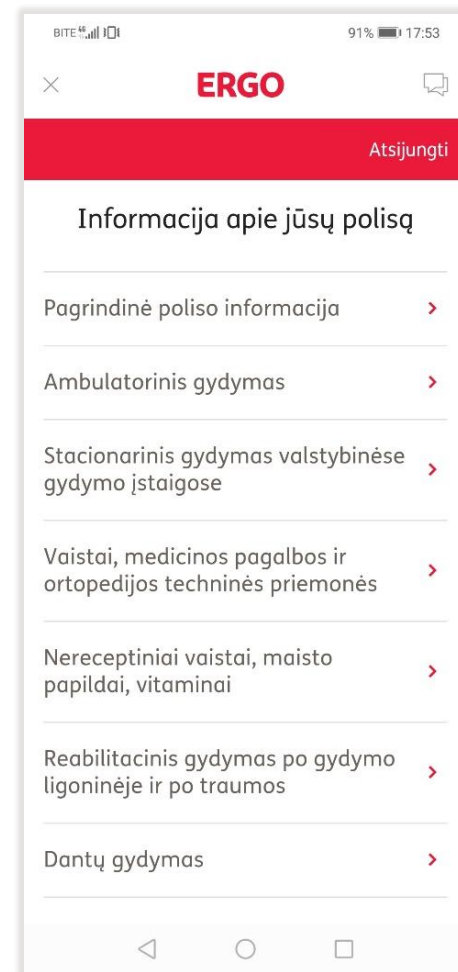 BITE 91% 17:53
ERGO
Atsijungti
Informacija apie jūsų polisą
Pagrindinė poliso informacija
Ambulatorinis gydymas
Stacionarinis gydymas valstybinėse
gydymo įstaigose
Vaistai, medicinos pagalbos ir
ortopedijos techninės priemonės
Nereceptiniai vaistai, maisto
papildai, vitaminai
Reabilitacinis gydymas po gydymo
ligoninėje ir po traumos
Dantų gydymas